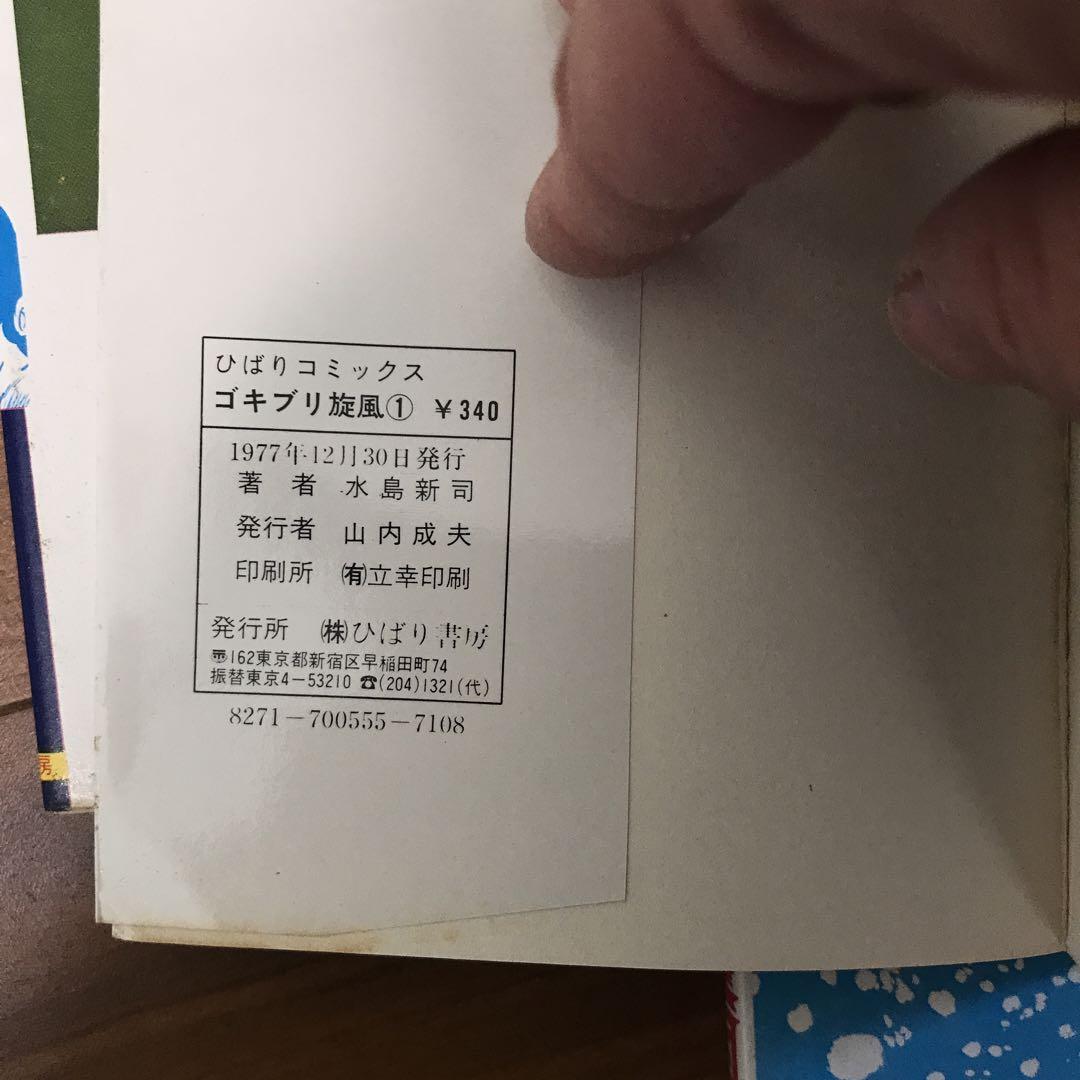 ひばりコミックス
ゴキブリ旋風① ¥340
1977年12月30日発行
著者 水島新司
発行者 山内成夫
印刷所 ㈲立幸印刷
発行所 ㈱ひばり書房
〠162東京都新宿区早稲田町74
振替東京4-53210 ☎(204)1321(代)
8271-700555-7108
房